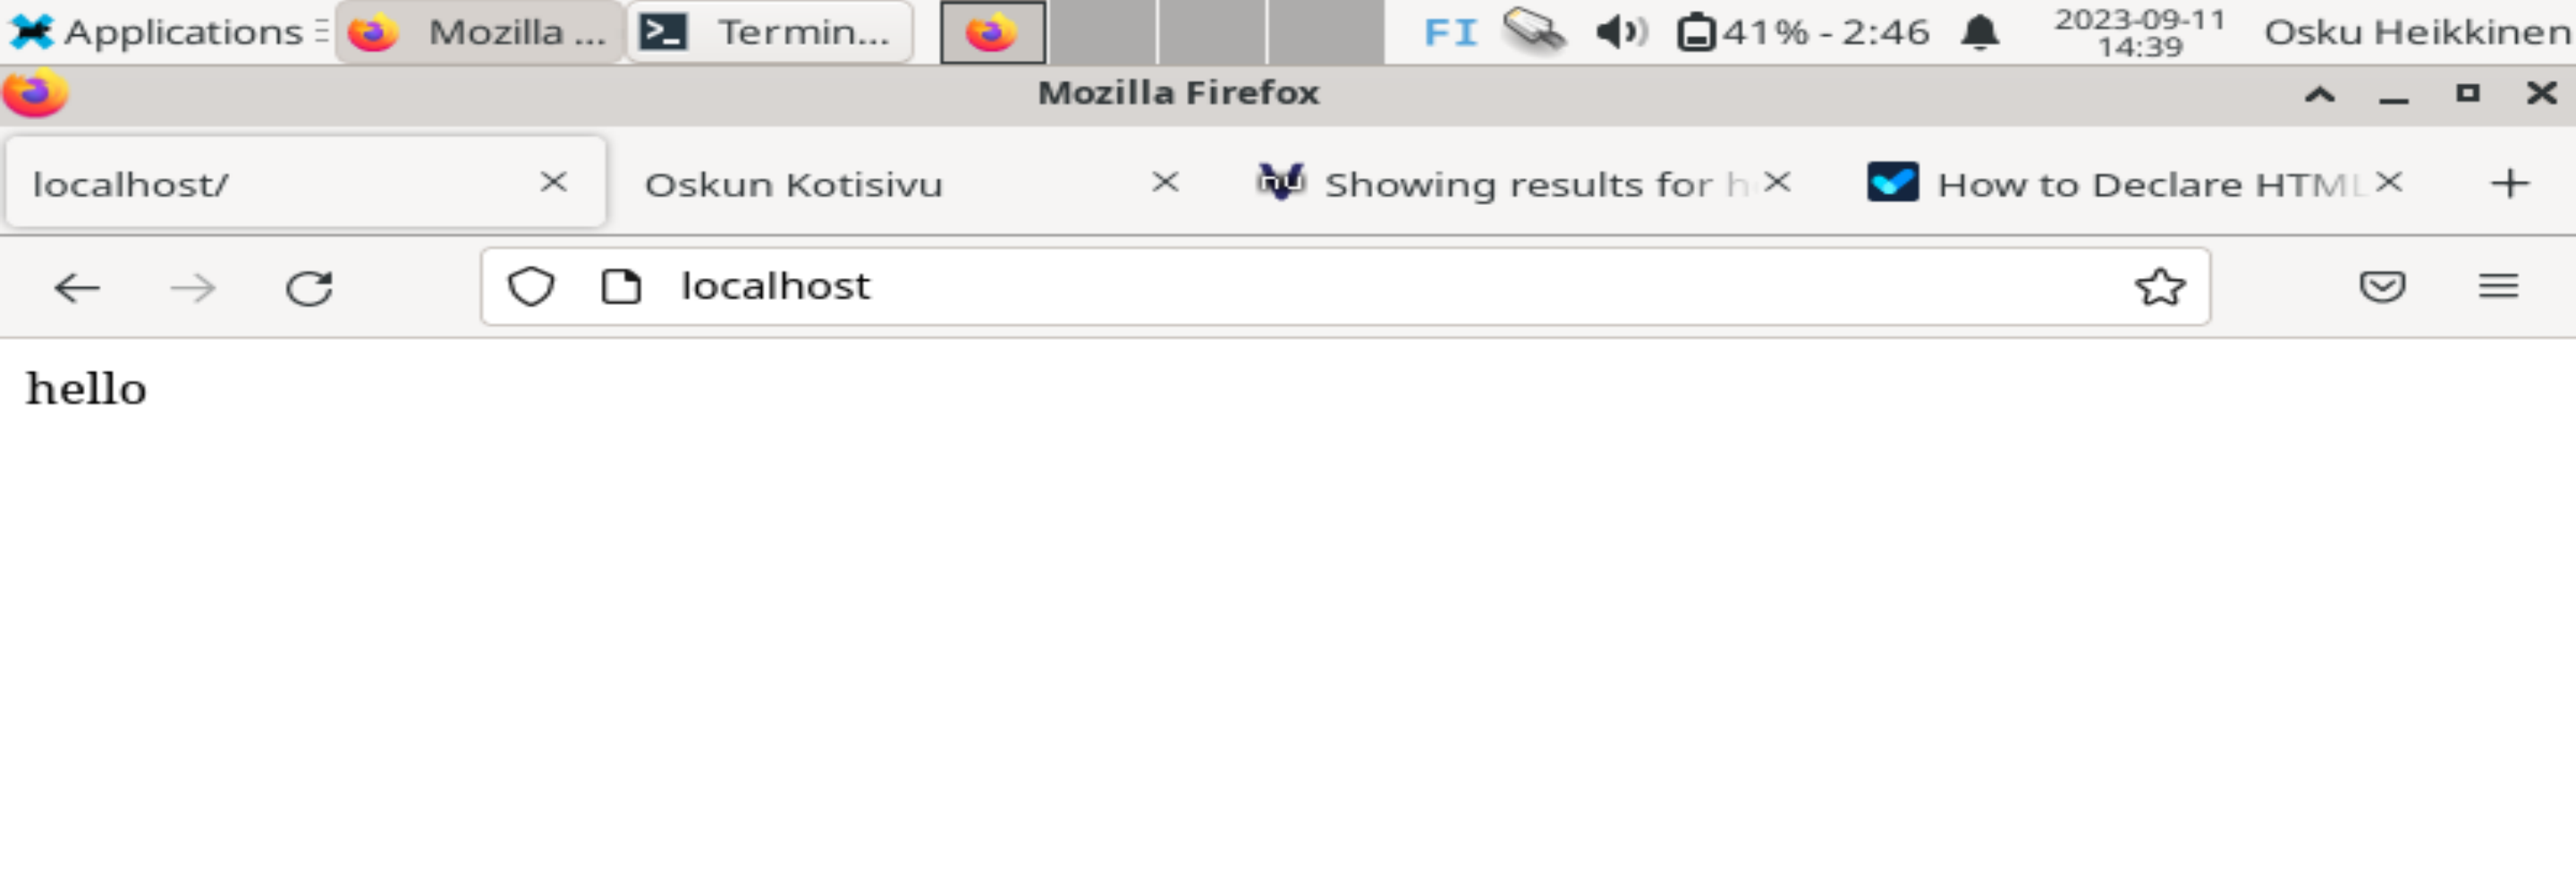 Applications Mozilla ... Termin... FI 41% - 2:46 2023-09-11 14:39 Osku Heikkinen
Mozilla Firefox
localhost/ Oskun Kotisivu nu Showing results for h How to Declare HTML
localhost
hello